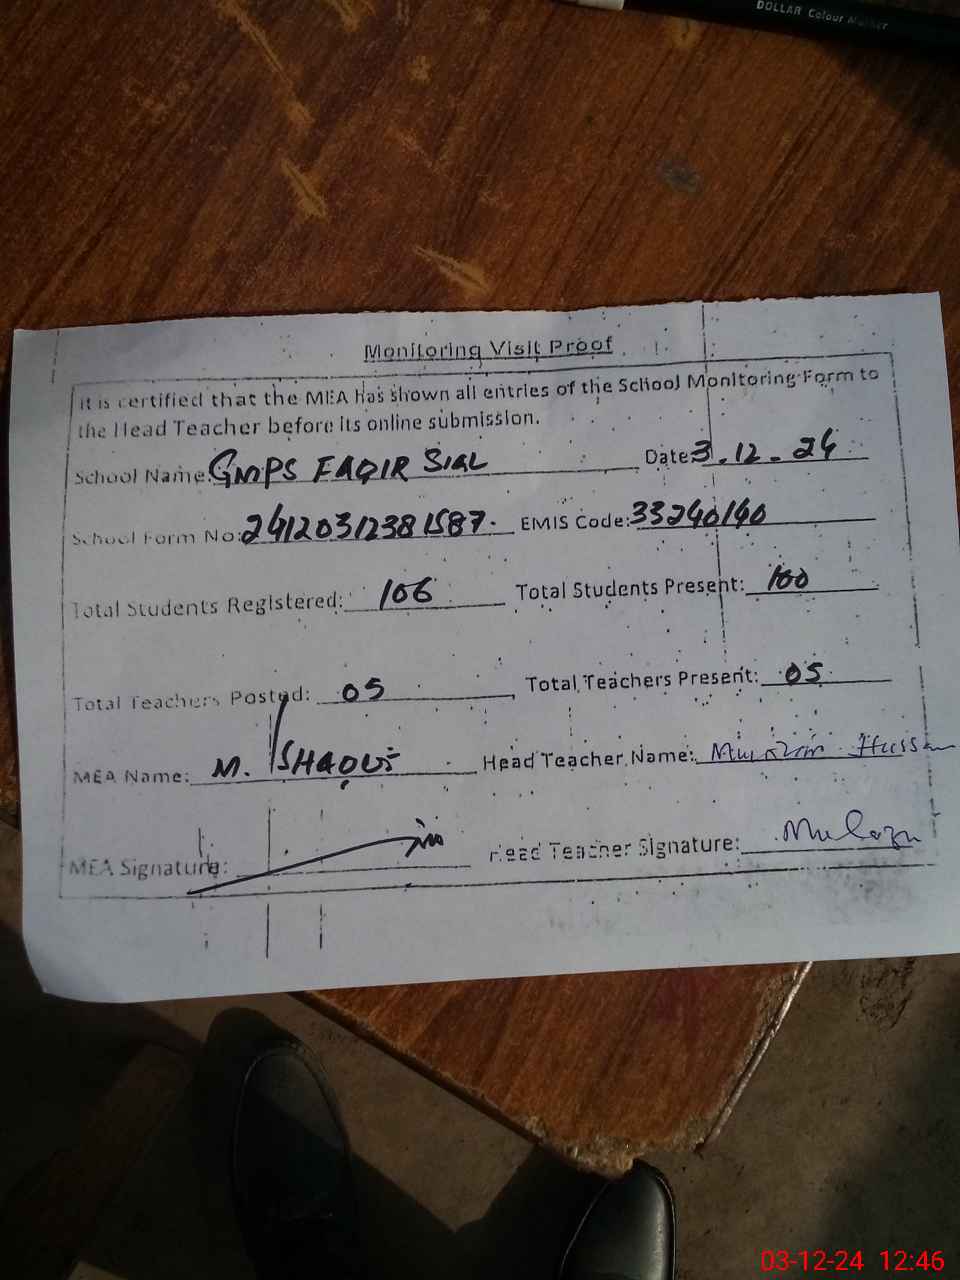 DOLLAR Colour Marker
Monitoring Visit Proof
It is certified that the MEA has shown all entries of the School Monitoring Form to
the Head Teacher before its online submission.
School Name: GMPS FAQIR SIAL Date: 3.12-24
School Form No: 24120312381587. EMIS Code: 33240140
Total Students Registered: 106 Total Students Present: 100
Total Teachers Posted: 05 Total Teachers Present: 05
MEA Name: M. Head Teacher Name: Hussain
MEA Signature: Head Teacher Signature:
03-12-24 12:46